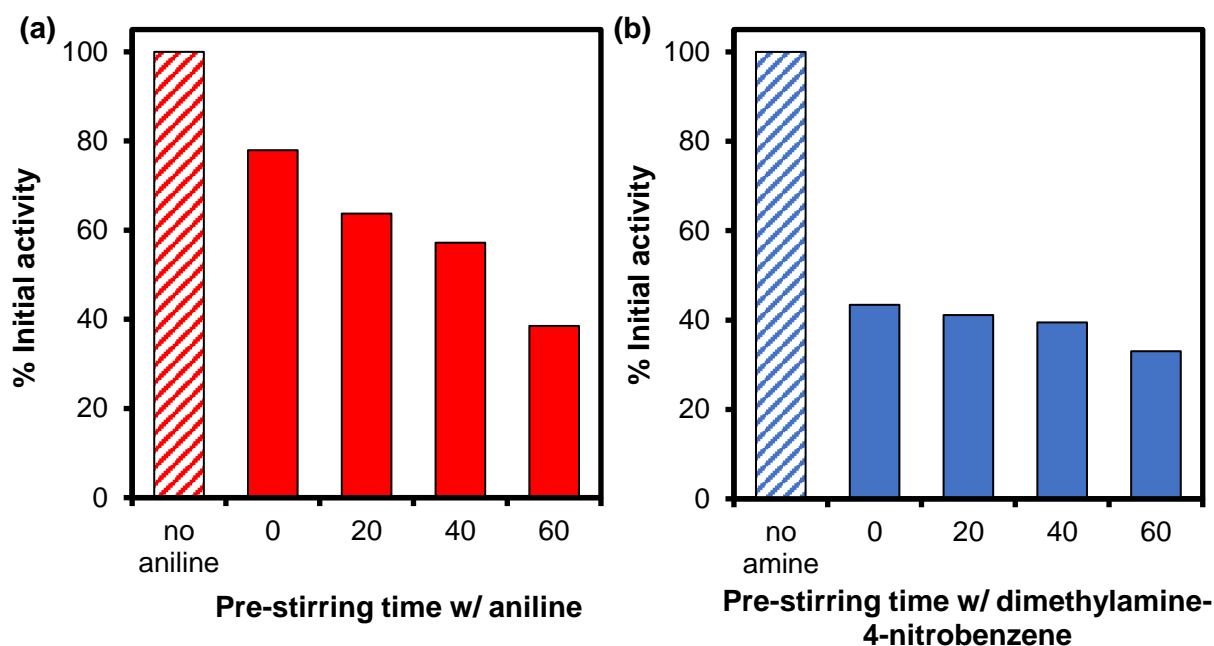 (a)
% Initial activity
100
80
60
40
20
0
no
aniline
0
20
40
60
Pre-stirring time w/ aniline
(b)
% Initial activity
100
80
60
40
20
0
no
amine
0
20
40
60
Pre-stirring time w/ dimethylamine-
4-nitrobenzene